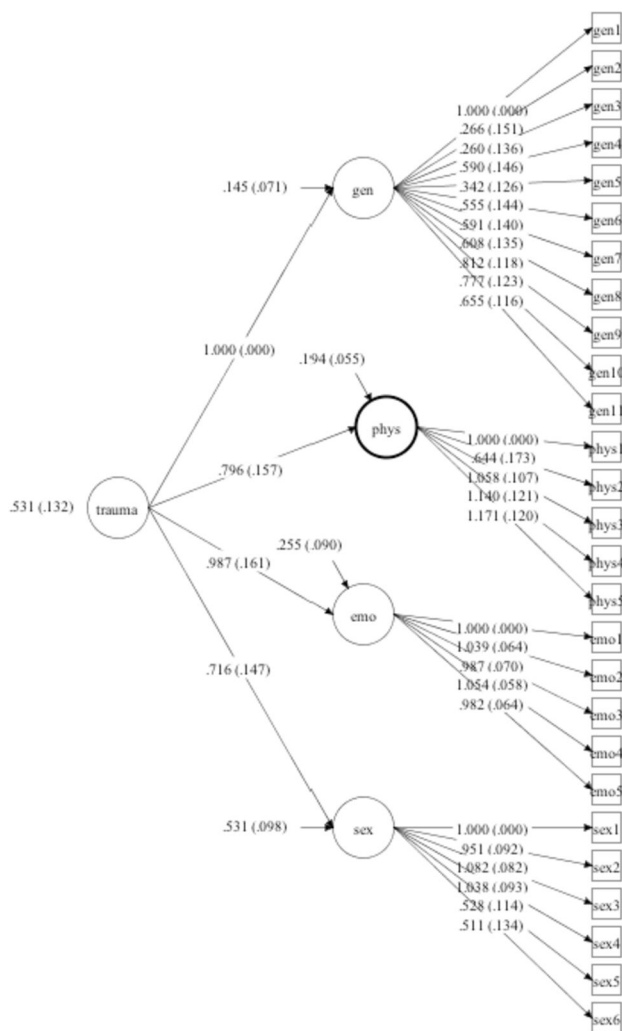 gen1
gen2
gen3
1.000 (.000)
.266 (.151)
gen4
.260 (.136)
.590 (.146)
gen5
.145 (.071)
gen
.342 (.126)
.555 (.144)
gen6
.591 (.140)
.608 (.135)
gen7
.812 (.118)
.777 (.123)
gen8
.655 (.116)
gen9
1.000 (.000)
.194 (.055)
gen10
gen11
phys
1.000 (.000)
phys1
.644 (.173)
.796 (.157)
1.058 (.107)
phys2
1.140 (.121)
.531 (.132)
trauma
1.171 (.120)
phys3
.255 (.090)
phys4
.987 (.161)
phys5
emo
1.000 (.000)
emo1
1.039 (.064)
.716 (.147)
.987 (.070)
emo2
1.054 (.058)
.982 (.064)
emo3
emo4
emo5
.531 (.098)
sex
1.000 (.000)
sex1
.951 (.092)
1.082 (.082)
sex2
1.038 (.093)
sex3
.528 (.114)
.511 (.134)
sex4
sex5
sex6